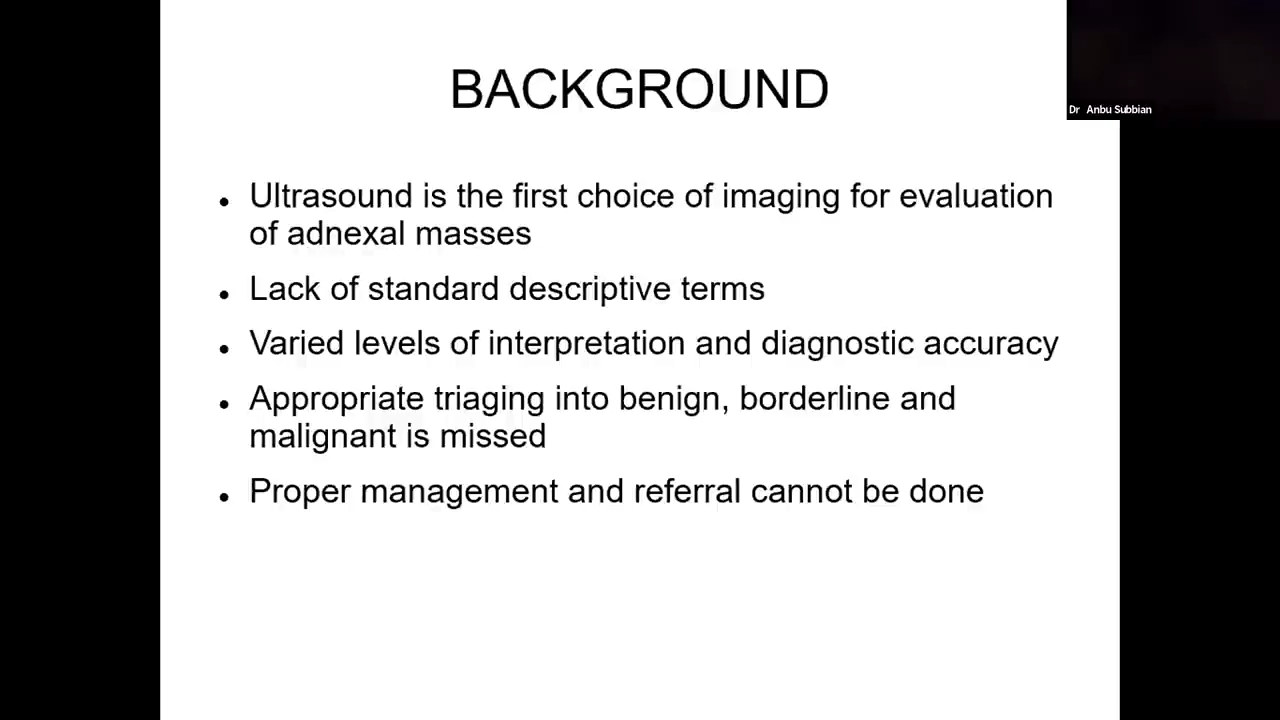 BACKGROUND
Dr Anbu Subbian
• Ultrasound is the first choice of imaging for evaluation
of adnexal masses
• Lack of standard descriptive terms
• Varied levels of interpretation and diagnostic accuracy
• Appropriate triaging into benign, borderline and
malignant is missed
• Proper management and referral cannot be done